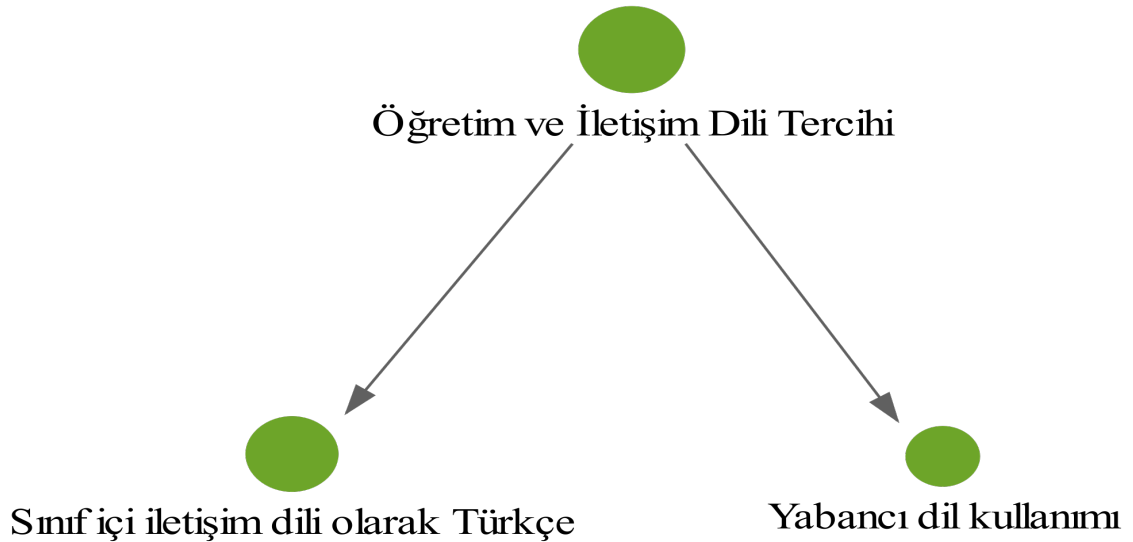 Öğretim ve İletişim Dili Tercihi
Sınıf içi iletişim dili olarak Türkçe
Yabancı dil kullanımı